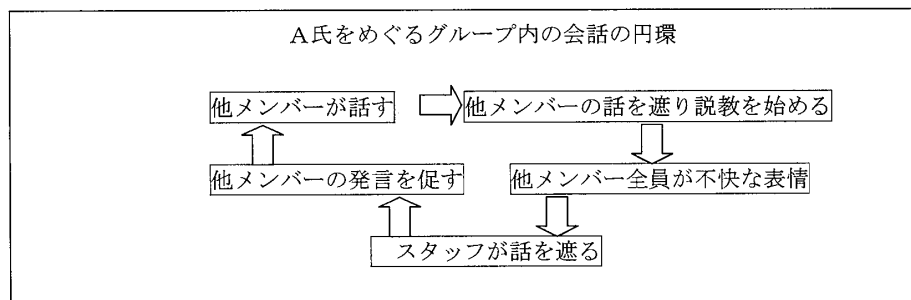 A氏をめぐるグループ内の会話の円環
他メンバーが話す
他メンバーの話を遮り説教を始める
他メンバーの発言を促す
他メンバー全員が不快な表情
スタッフが話を遮る